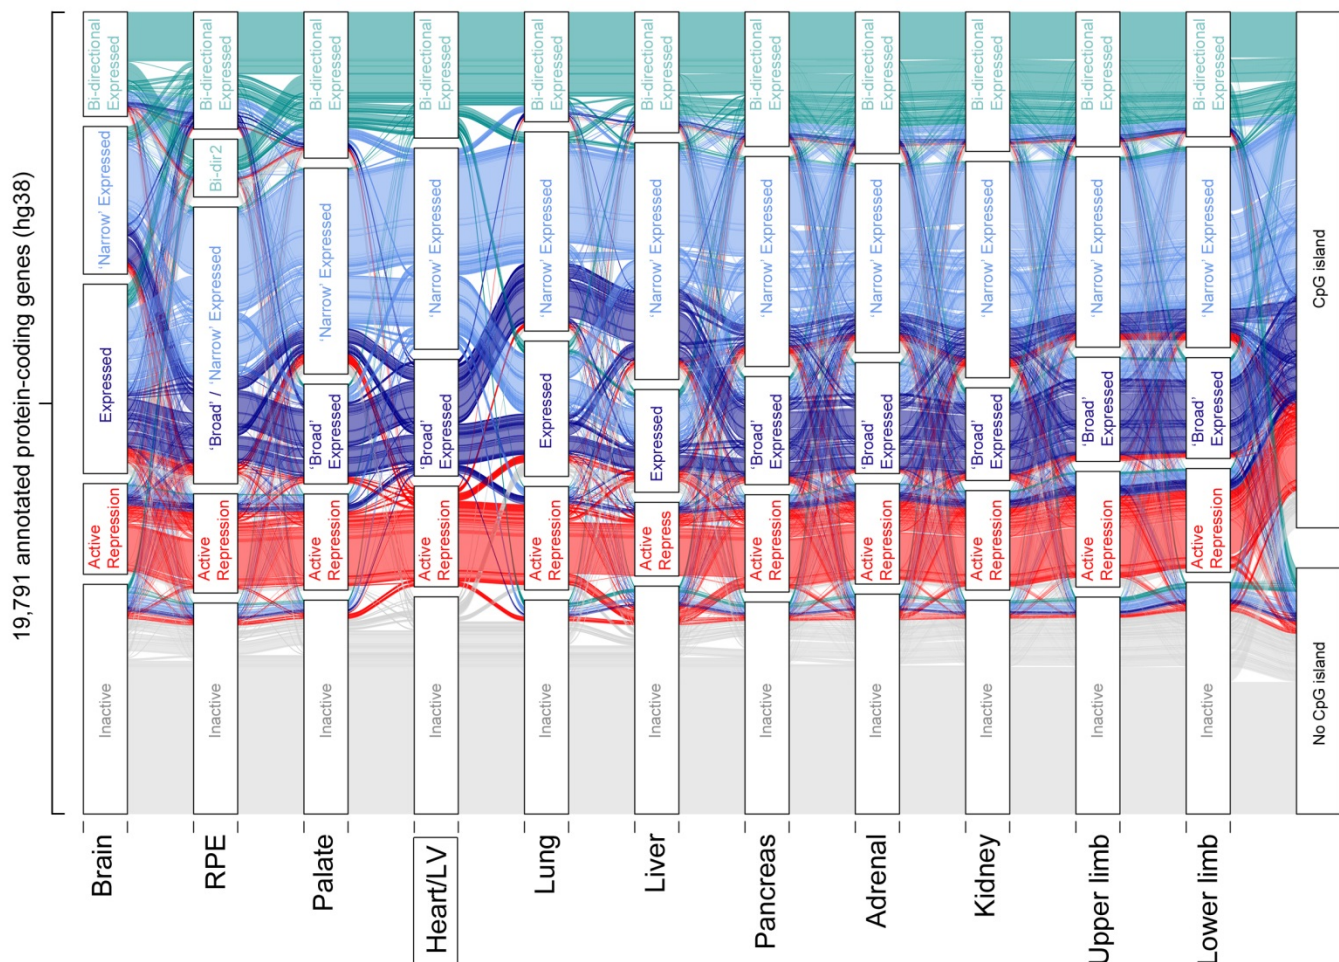 19,791 annotated protein-coding genes (hg38)
Bi-directional
Expressed
'Narrow' Expressed
Expressed
Active
Repression
Inactive
Brain
Bi-directional
Expressed
Bi-dir2
'Broad' / 'Narrow' Expressed
Active
Repression
Inactive
RPE
Bi-directional
Expressed
'Narrow' Expressed
'Broad'
Expressed
Active
Repression
Inactive
Palate
Bi-directional
Expressed
'Narrow' Expressed
'Broad'
Expressed
Active
Repression
Inactive
Heart/LV
Bi-directional
Expressed
'Narrow' Expressed
Expressed
Active
Repression
Inactive
Lung
Bi-directional
Expressed
'Narrow' Expressed
Expressed
Active
Repress
Inactive
Liver
Bi-directional
Expressed
'Narrow' Expressed
'Broad'
Expressed
Active
Repression
Inactive
Pancreas
Bi-directional
Expressed
'Narrow' Expressed
'Broad'
Expressed
Active
Repression
Inactive
Adrenal
Bi-directional
Expressed
'Narrow' Expressed
'Broad'
Expressed
Active
Repression
Inactive
Kidney
Bi-directional
Expressed
'Narrow' Expressed
'Broad'
Expressed
Active
Repression
Inactive
Upper limb
Bi-directional
Expressed
'Narrow' Expressed
'Broad'
Expressed
Active
Repression
Inactive
Lower limb
CpG island
No CpG island